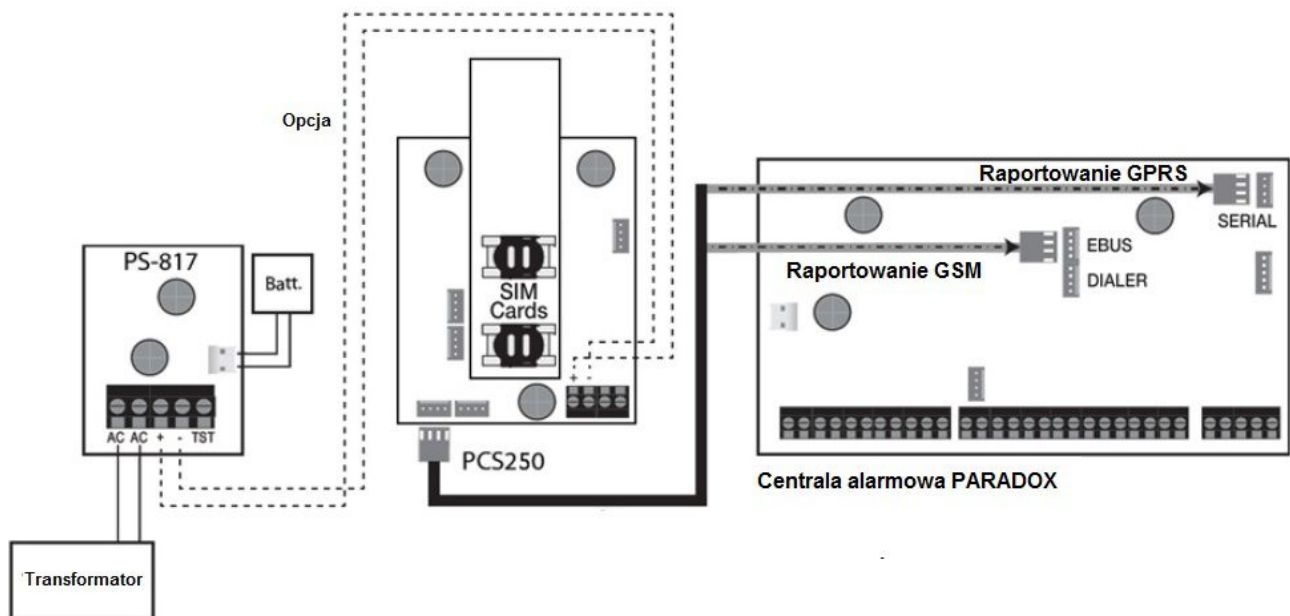 Opcja
Raportowanie GPRS
SERIAL
PS-817
Batt.
SIM
Cards
EBUS
Raportowanie GSM
DIALER
+ -
AC AC + - TST
PCS250
Centrala alarmowa PARADOX
Transformator